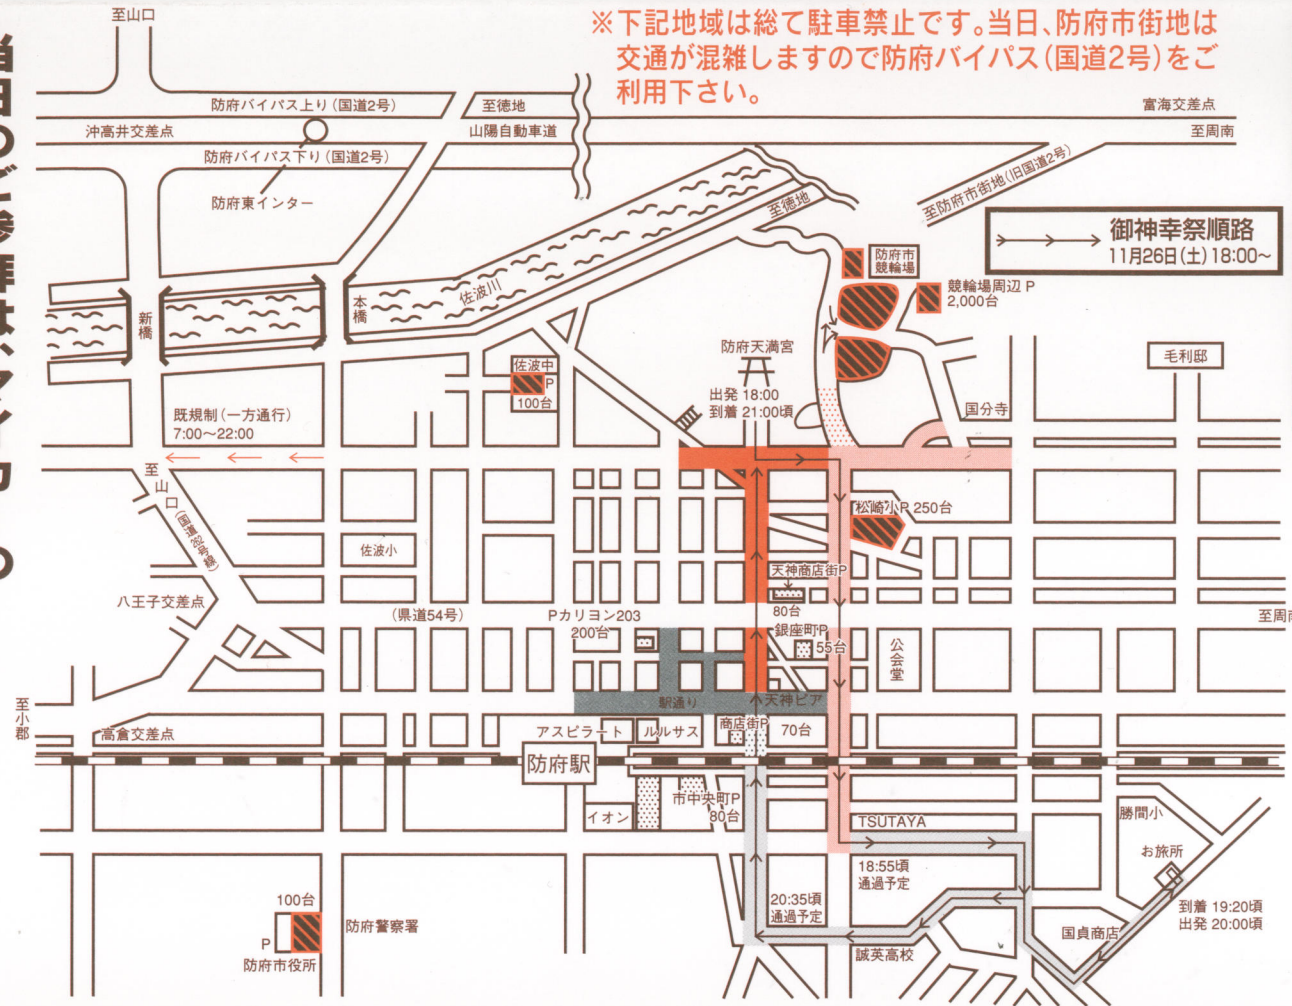 ※下記地域は総て駐車禁止です。当日、防府市街地は
交通が混雑しますので防府バイパス(国道2号)をご
利用下さい。
至山口
防府バイパス上り(国道2号)
至徳地
富海交差点
沖高井交差点
山陽自動車道
至周南
防府バイパス下り(国道2号)
防府東インター
至防府市街地(旧国道2号)
至徳地
御神幸祭順路
11月26日(土)18:00～
防府市
競輪場
競輪場周辺 P
2,000台
佐波川
新橋
本橋
防府天満宮
出発 18:00
到着 21:00頃
毛利邸
佐波中
P
100台
国分寺
既規制(一方通行)
7:00～22:00
至山口(国道262号線)
松崎小P 250台
佐波小
天神商店街P
80台
八王子交差点
(県道54号)
Pカリヨン203
200台
銀座町P
55台
公会堂
至周南
至小郡
駅通り
天神ピア
高倉交差点
アスピラート
ルルサス
商店街P
70台
防府駅
市中央町P
80台
イオン
TSUTAYA
勝間小
お旅所
18:55頃
通過予定
到着 19:20頃
出発 20:00頃
20:35頃
通過予定
国貞商店
誠英高校
100台
P
防府警察署
防府市役所